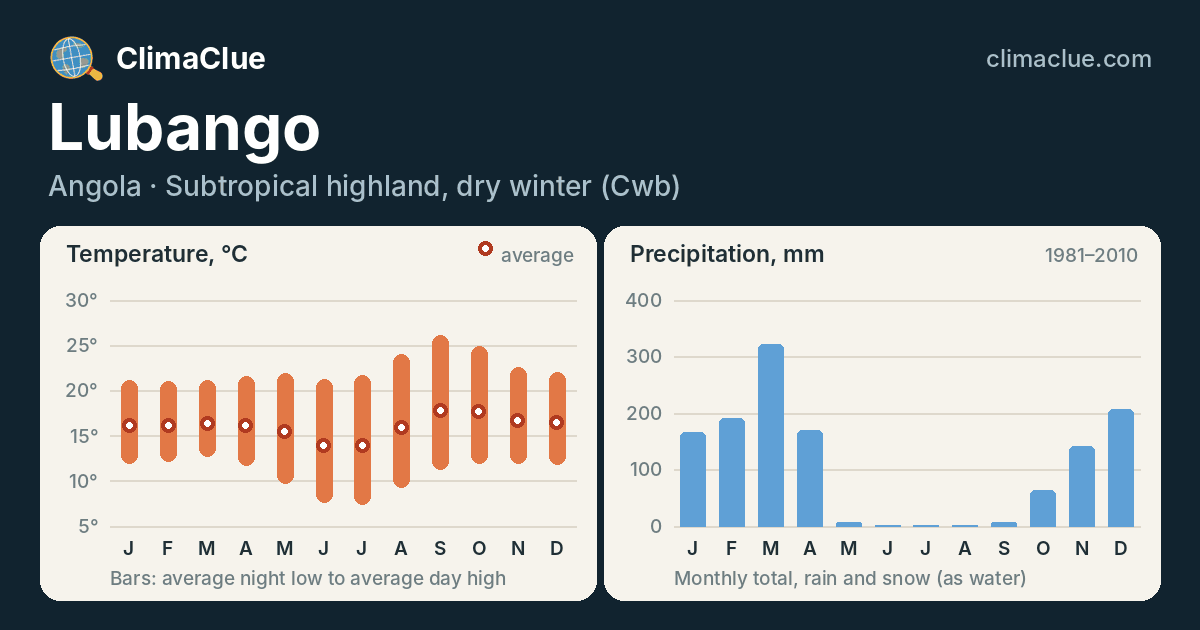 ClimaClue
climaclue.com
Lubango
Angola · Subtropical highland, dry winter (Cwb)
Temperature, °C
average
30°
25°
20°
15°
10°
5°
J F M A M J J A S O N D
Bars: average night low to average day high
Precipitation, mm
1981–2010
400
300
200
100
0
J F M A M J J A S O N D
Monthly total, rain and snow (as water)